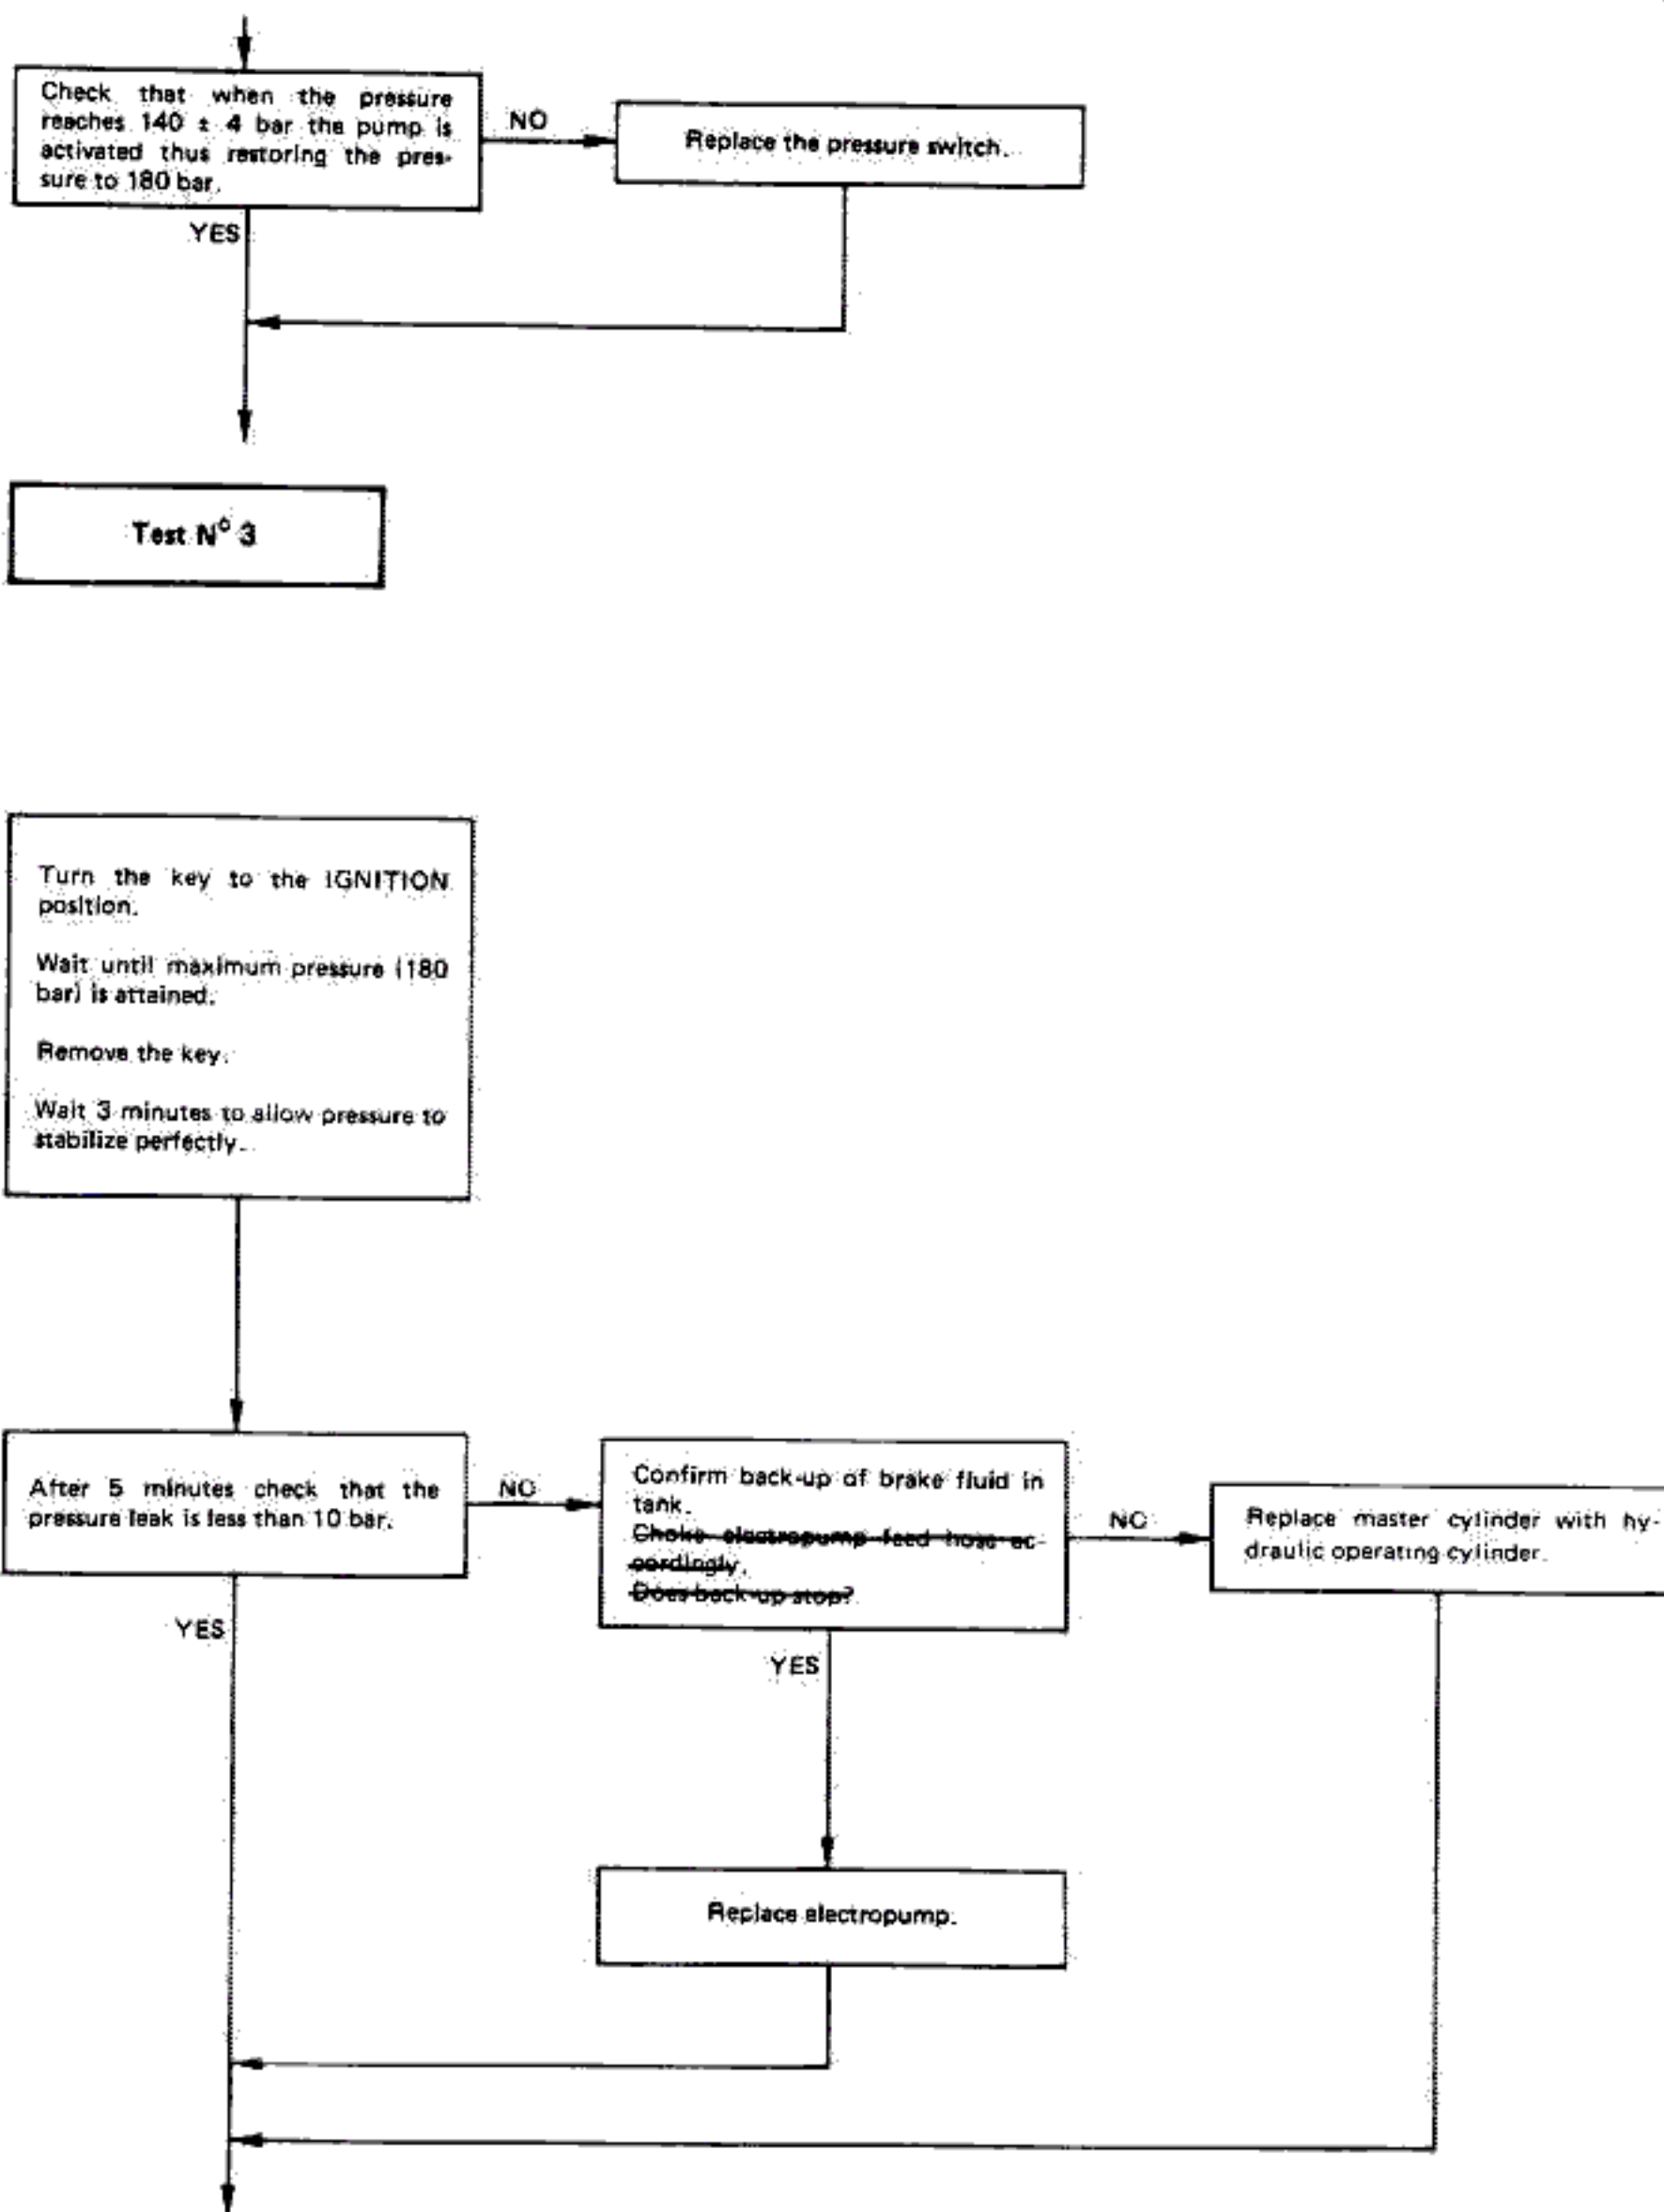 Check that when the pressure
reaches 140 ± 4 bar the pump is
activated thus restoring the pres-
sure to 180 bar.
NO
Replace the pressure switch.
YES
Test Nº 3
Turn the key to the IGNITION
position.
Wait until maximum pressure (180
bar) is attained.
Remove the key.
Wait 3 minutes to allow pressure to
stabilize perfectly.
After 5 minutes check that the
pressure leak is less than 10 bar.
NO
Confirm back-up of brake fluid in
tank.
Choke electropump feed hose ac-
cordingly.
Does back-up stop?
NO
Replace master cylinder with hy-
draulic operating cylinder.
YES
YES
Replace electropump.